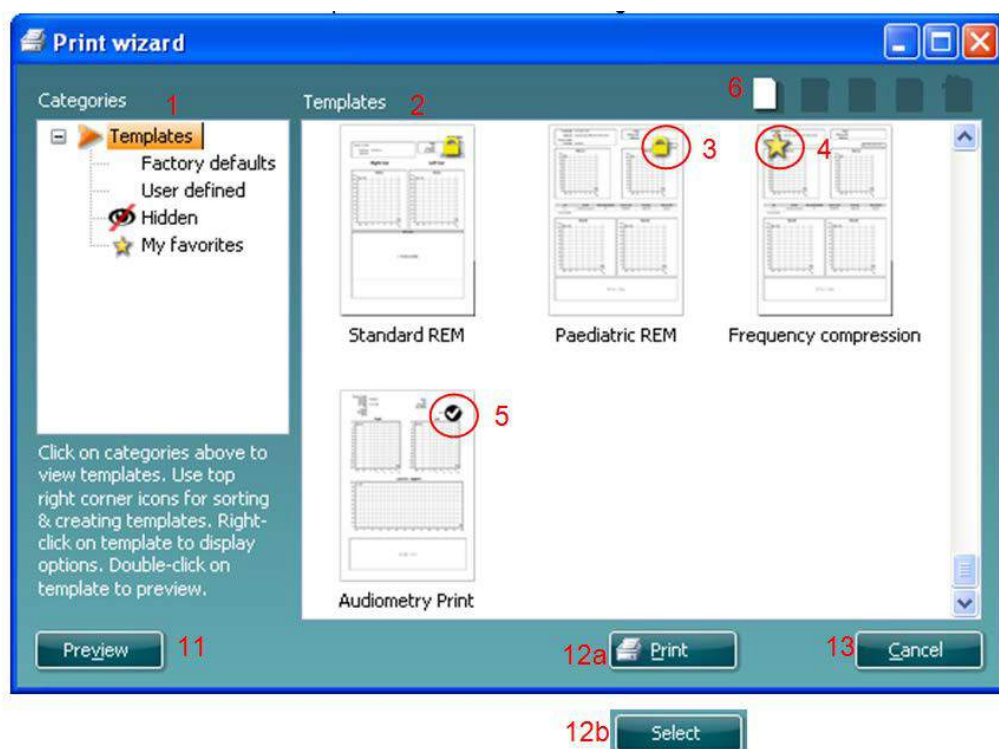 Print wizard
Categories 1
Templates 2
6
Templates
Factory defaults
User defined
Hidden
My favorites
3
4
Standard REM
Paediatric REM
Frequency compression
5
Audiometry Print
Click on categories above to
view templates. Use top
right corner icons for sorting
& creating templates. Right-
click on template to display
options. Double-click on
template to preview.
Preview 11
12a Print
13 Cancel
12b Select